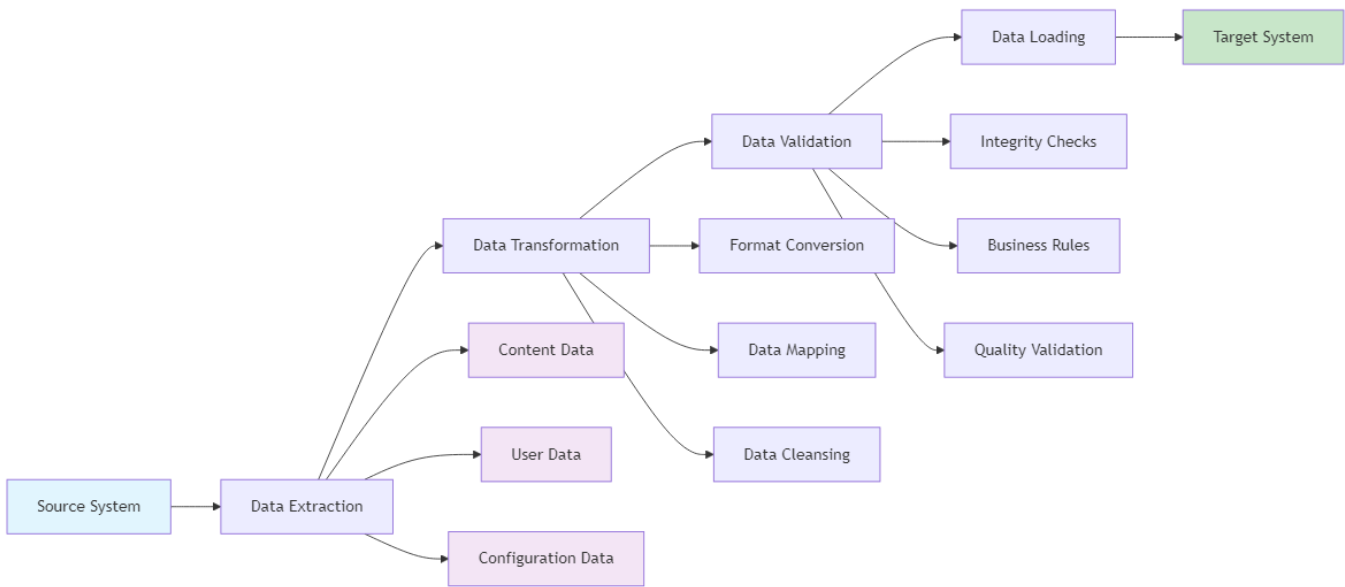 Data Loading
Target System
Data Validation
Integrity Checks
Data Transformation
Format Conversion
Business Rules
Content Data
Data Mapping
Quality Validation
User Data
Data Cleansing
Source System
Data Extraction
Configuration Data